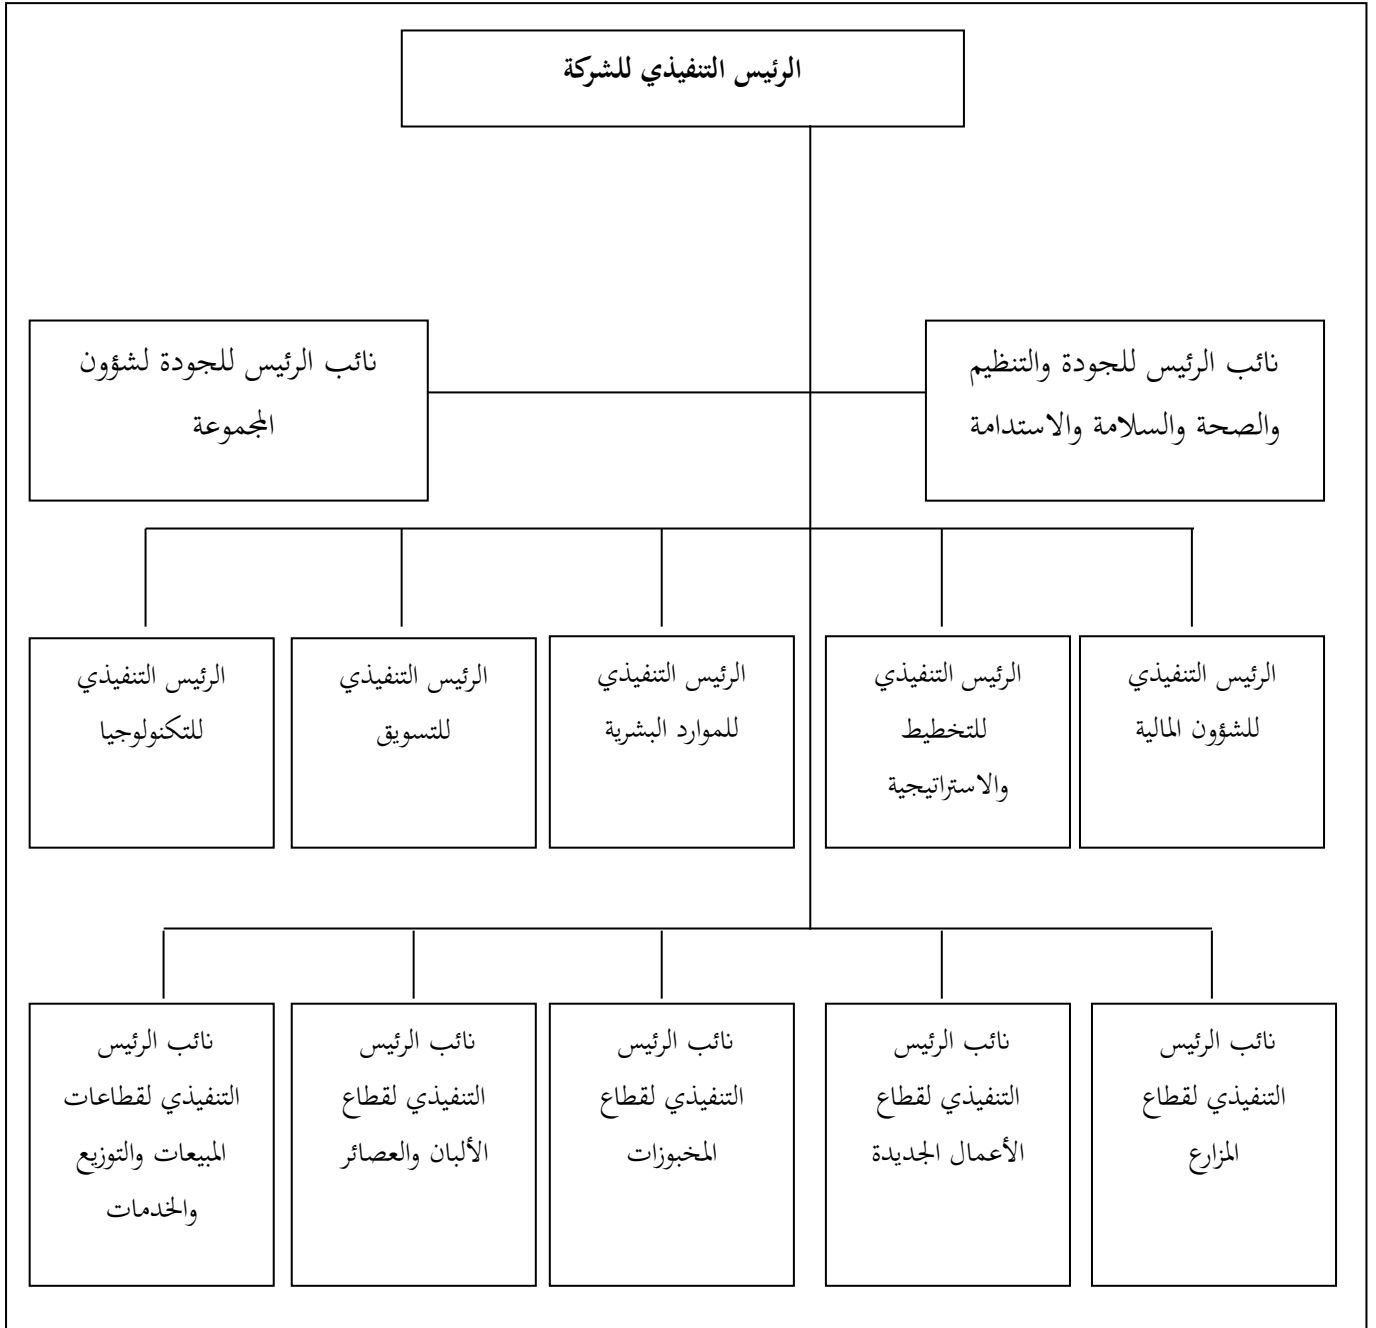 الرئيس التنفيذي للشركة
نائب الرئيس للجودة والتنظيم
والصحة والسلامة والاستدامة
نائب الرئيس للجودة لشؤون
المجموعة
الرئيس التنفيذي
للشؤون المالية
الرئيس التنفيذي
للتخطيط
والاستراتيجية
الرئيس التنفيذي
للموارد البشرية
الرئيس التنفيذي
للتسويق
الرئيس التنفيذي
للتكنولوجيا
نائب الرئيس
التنفيذي لقطاع
المزارع
نائب الرئيس
التنفيذي لقطاع
الأعمال الجديدة
نائب الرئيس
التنفيذي لقطاع
المخبوزات
نائب الرئيس
التنفيذي لقطاع
الألبان والعصائر
نائب الرئيس
التنفيذي لقطاعات
المبيعات والتوزيع
والخدمات